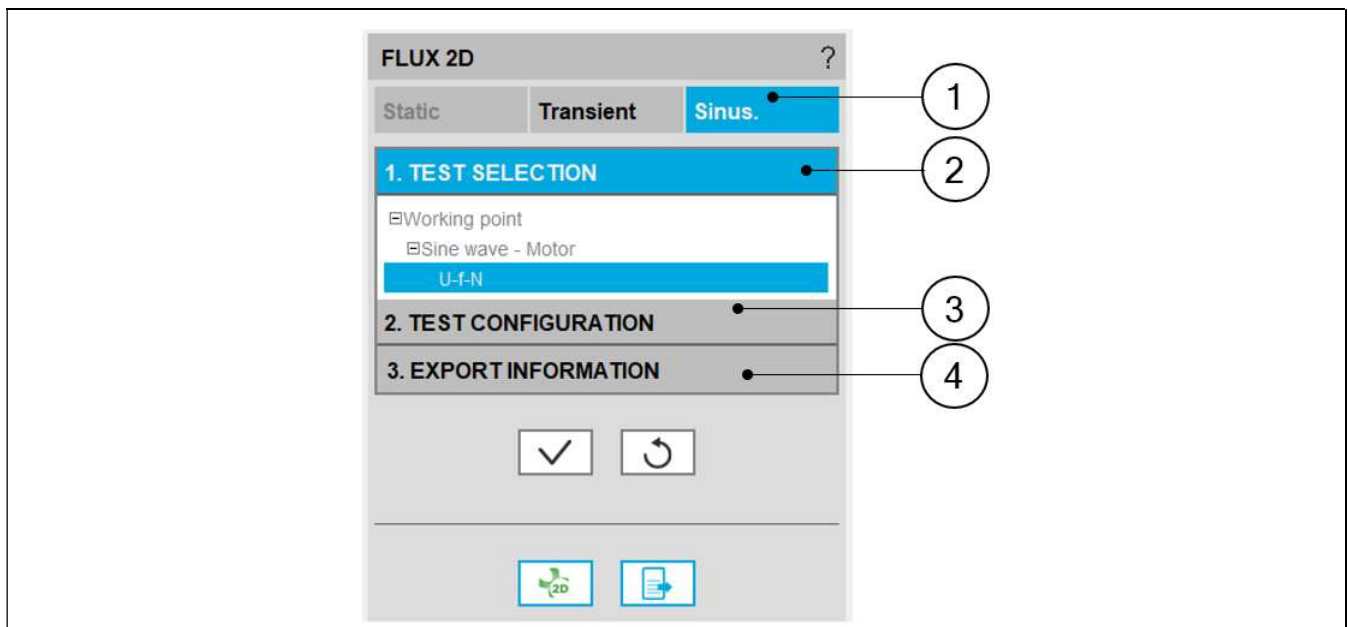 FLUX 2D ?
Static Transient Sinus. 1
1. TEST SELECTION 2
Working point
Sine wave - Motor
U-f-N
2. TEST CONFIGURATION 3
3. EXPORT INFORMATION 4
2D